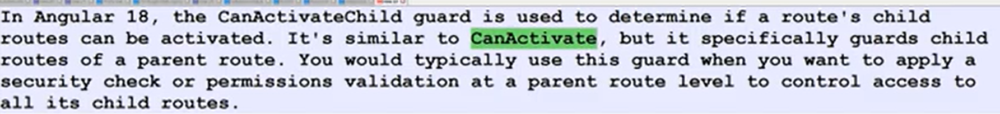 In Angular 18, the CanActivateChild guard is used to determine if a route's child
routes can be activated. It's similar to CanActivate, but it specifically guards child
routes of a parent route. You would typically use this guard when you want to apply a
security check or permissions validation at a parent route level to control access to
all its child routes.